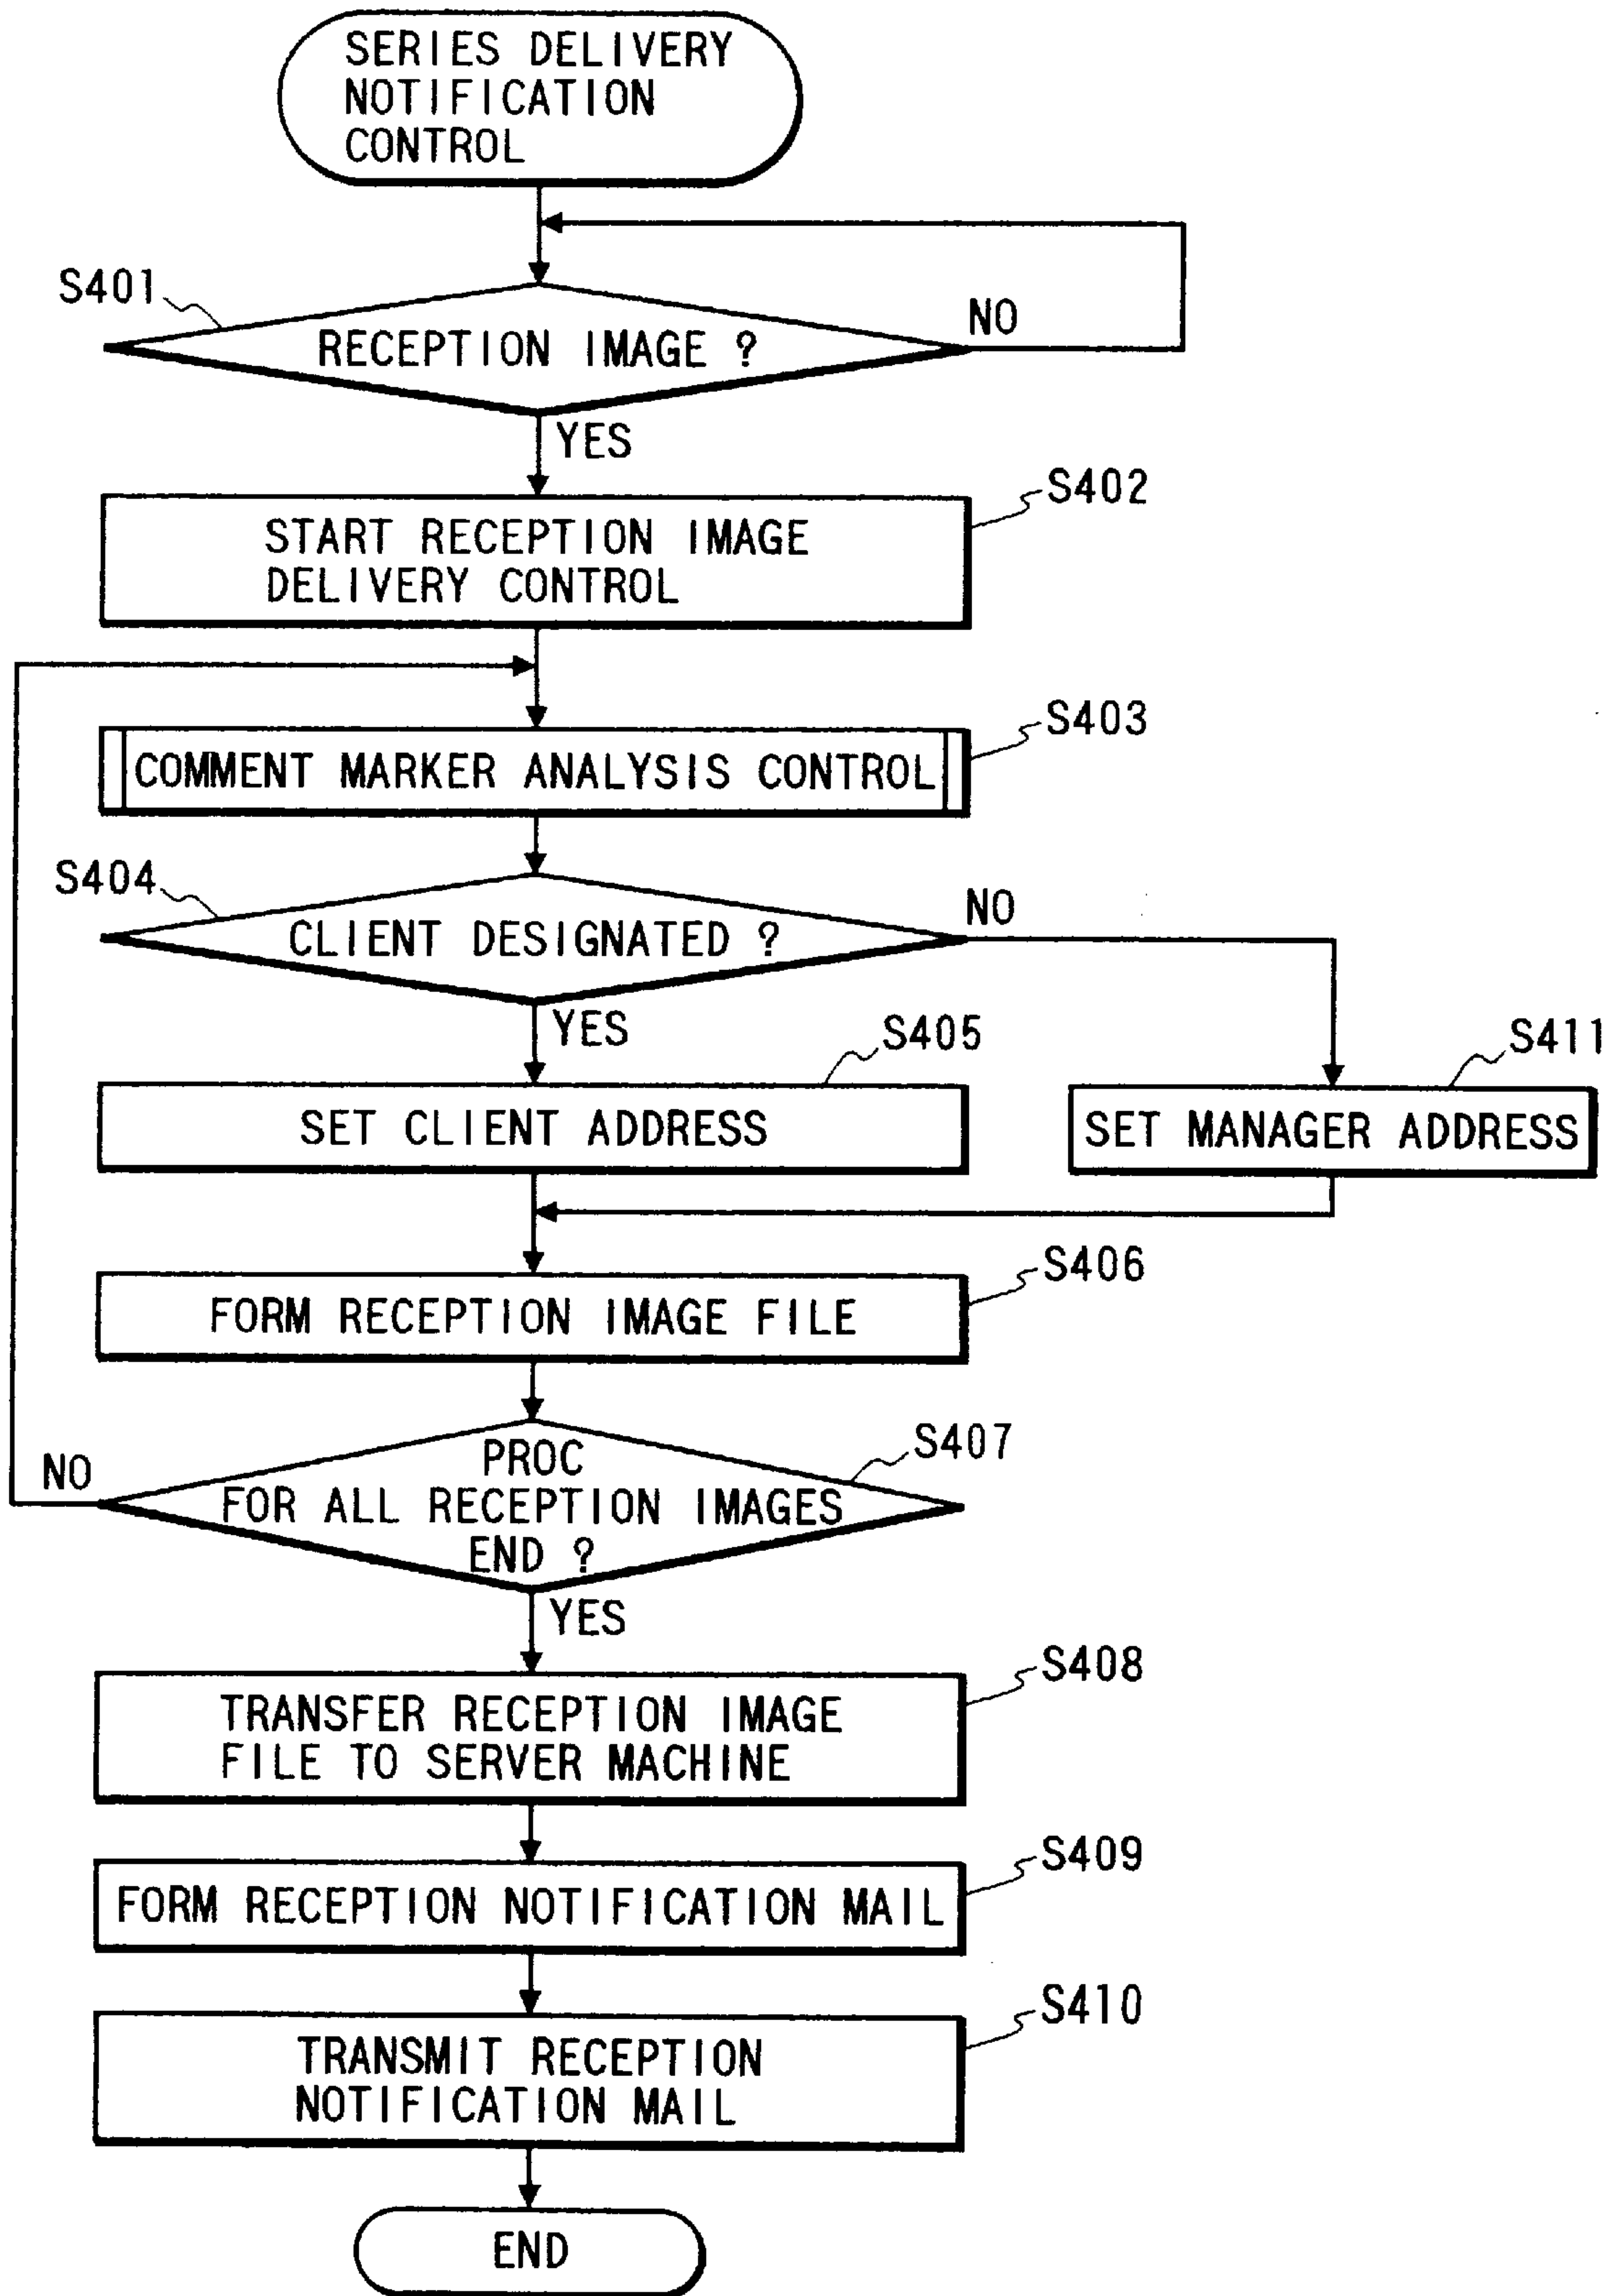 SERIES DELIVERY
NOTIFICATION
CONTROL
S401
RECEPTION IMAGE ?
NO
YES
S402
START RECEPTION IMAGE
DELIVERY CONTROL
S403
COMMENT MARKER ANALYSIS CONTROL
S404
CLIENT DESIGNATED ?
NO
YES
S405
S411
SET CLIENT ADDRESS
SET MANAGER ADDRESS
S406
FORM RECEPTION IMAGE FILE
S407
NO
PROC
FOR ALL RECEPTION IMAGES
END ?
YES
S408
TRANSFER RECEPTION IMAGE
FILE TO SERVER MACHINE
S409
FORM RECEPTION NOTIFICATION MAIL
S410
TRANSMIT RECEPTION
NOTIFICATION MAIL
END